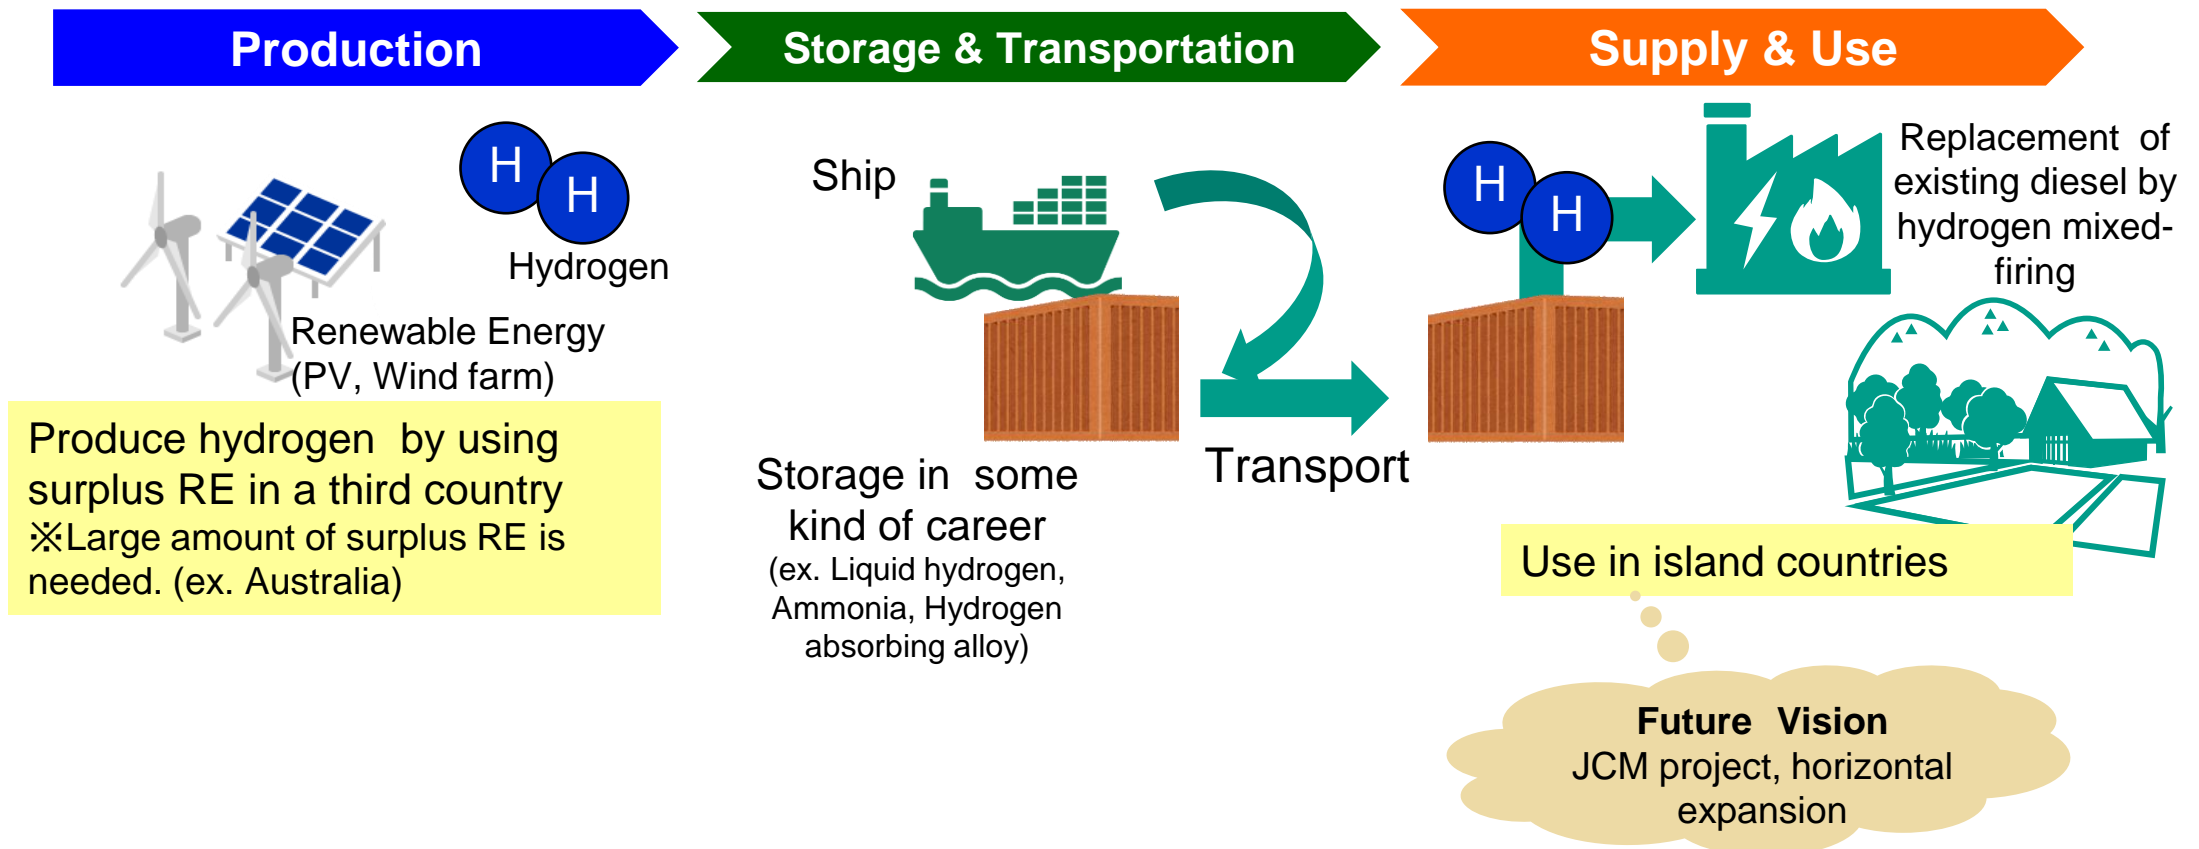 Production
Storage & Transportation
Supply & Use
H
H
Hydrogen
Renewable Energy
(PV, Wind farm)
Produce hydrogen by using
surplus RE in a third country
※Large amount of surplus RE is
needed. (ex. Australia)
Ship
Storage in some
kind of career
(ex. Liquid hydrogen,
Ammonia, Hydrogen
absorbing alloy)
Transport
H
H
Replacement of
existing diesel by
hydrogen mixed-
firing
Use in island countries
Future Vision
JCM project, horizontal
expansion